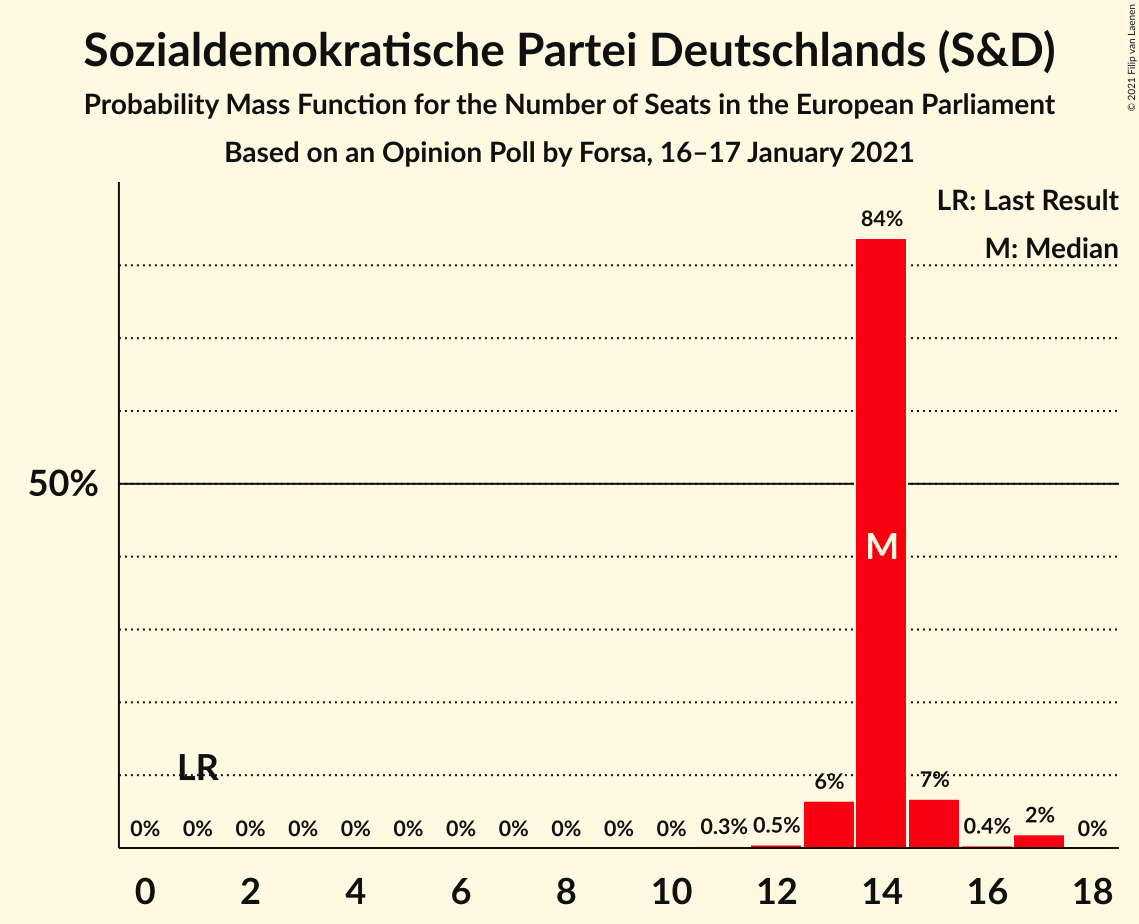 Sozialdemokratische Partei Deutschlands (S&D)
Probability Mass Function for the Number of Seats in the European Parliament
Based on an Opinion Poll by Forsa, 16–17 January 2021
© 2021 Filip van Laenen
LR: Last Result
M: Median
84%
50%
M
LR
0% 0% 0% 0% 0% 0% 0% 0% 0% 0% 0% 0.3% 0.5% 6% 7% 0.4% 2% 0%
0 2 4 6 8 10 12 14 16 18